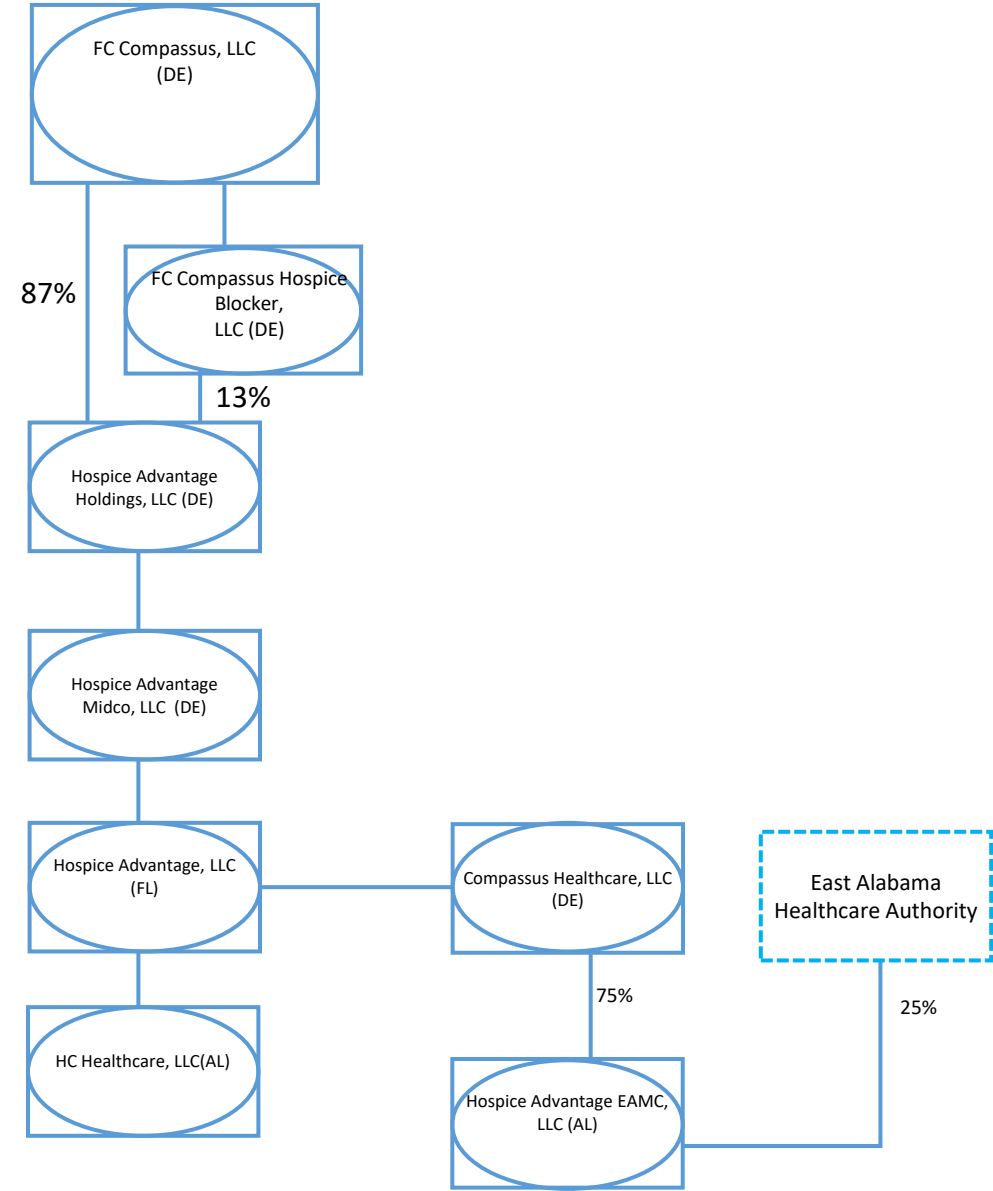 FC Compassus, LLC
(DE)
87%
FC Compassus Hospice
Blocker,
LLC (DE)
13%
Hospice Advantage
Holdings, LLC (DE)
Hospice Advantage
Midco, LLC  (DE)
Hospice Advantage, LLC
(FL)
Compassus Healthcare, LLC
(DE)
East Alabama
Healthcare Authority
75%
25%
HC Healthcare, LLC(AL)
Hospice Advantage EAMC,
LLC (AL)